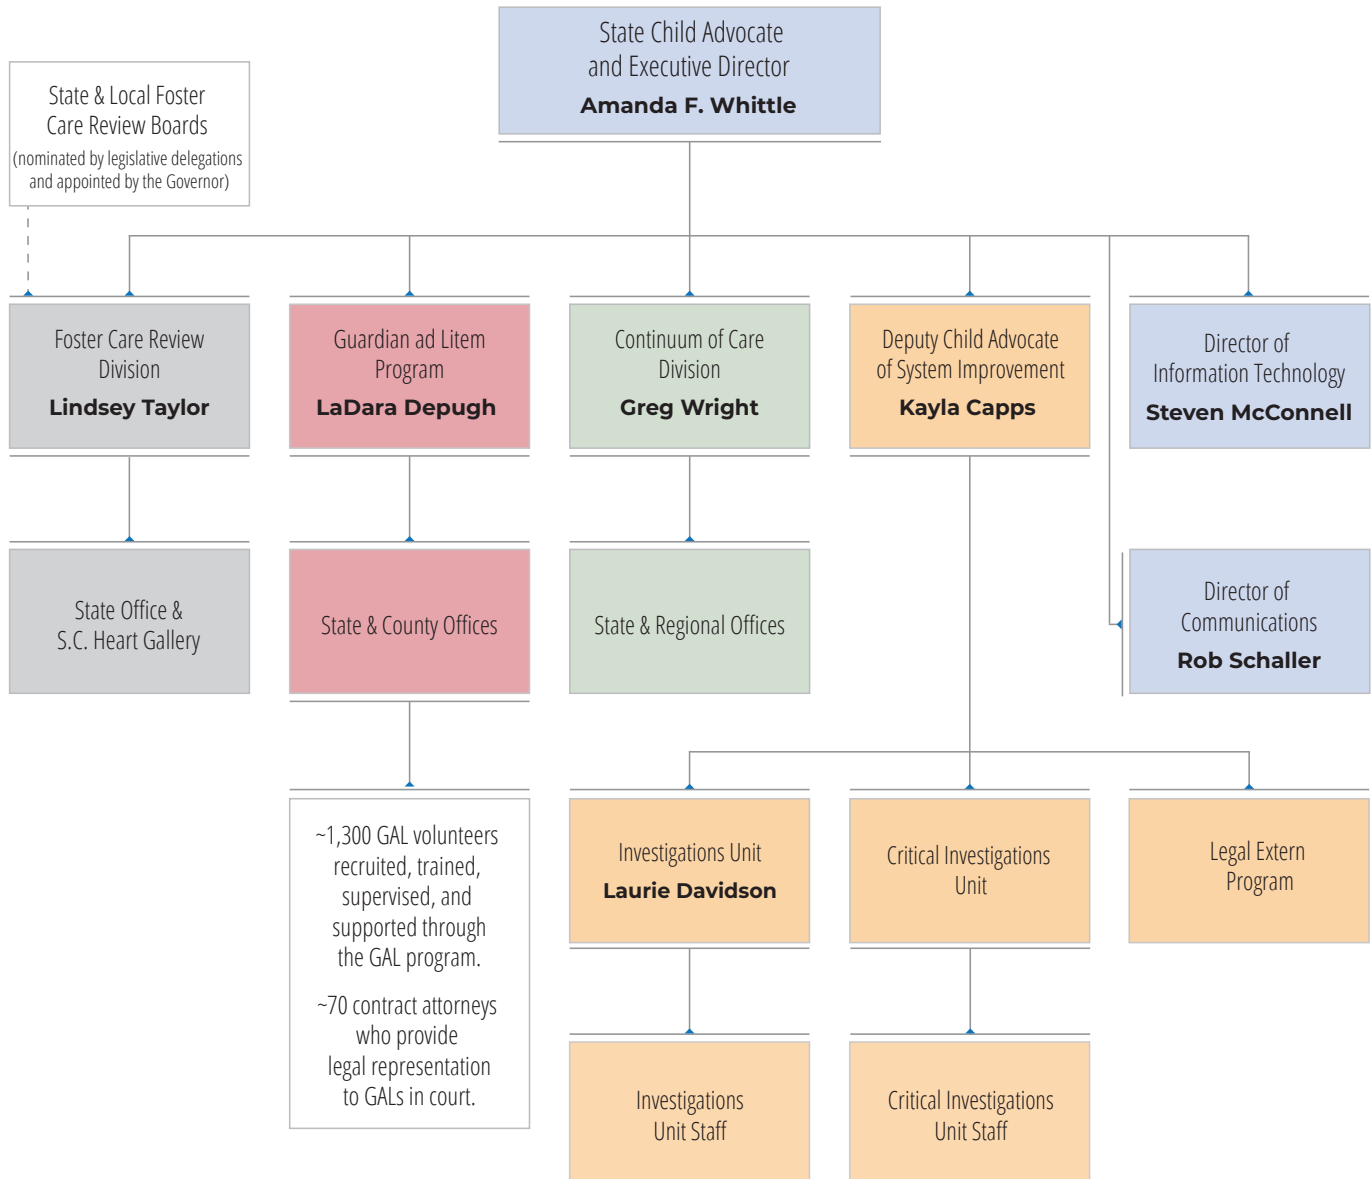 State Child Advocate
and Executive Director
Amanda F. Whittle
State & Local Foster
Care Review Boards
(nominated by legislative delegations
and appointed by the Governor)
Foster Care Review
Division
Lindsey Taylor
Guardian ad Litem
Program
LaDara Depugh
Continuum of Care
Division
Greg Wright
Deputy Child Advocate
of System Improvement
Kayla Capps
Director of
Information Technology
Steven McConnell
State Office &
S.C. Heart Gallery
State & County Offices
State & Regional Offices
Director of
Communications
Rob Schaller
~1,300 GAL volunteers
recruited, trained,
supervised, and
supported through
the GAL program.
~70 contract attorneys
who provide
legal representation
to GALs in court.
Investigations Unit
Laurie Davidson
Critical Investigations
Unit
Legal Extern
Program
Investigations
Unit Staff
Critical Investigations
Unit Staff